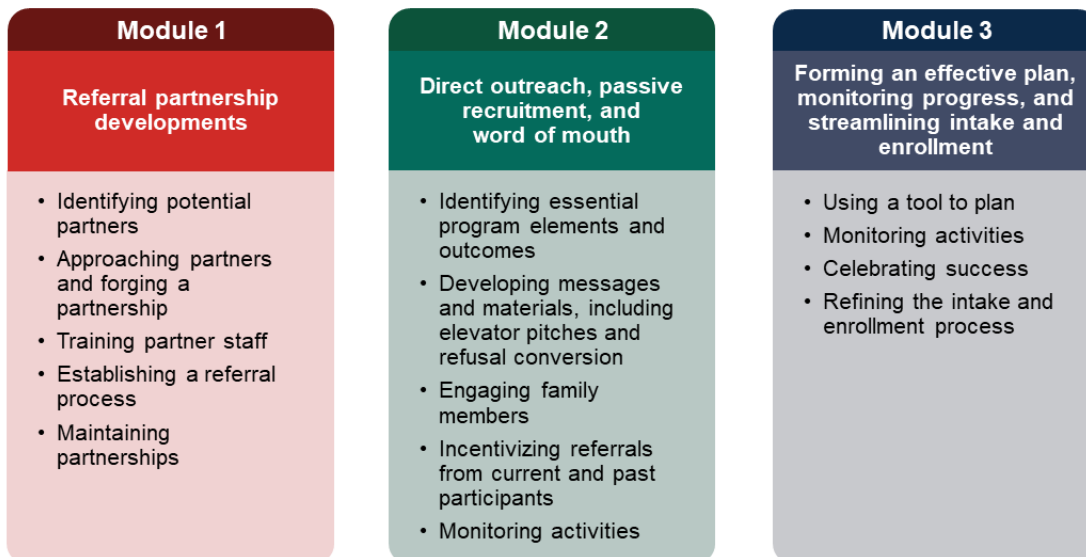 Module 1
Referral partnership
developments
• Identifying potential
partners
• Approaching partners
and forging a
partnership
• Training partner staff
• Establishing a referral
process
• Maintaining
partnerships
Module 2
Direct outreach, passive
recruitment, and
word of mouth
• Identifying essential
program elements and
outcomes
• Developing messages
and materials, including
elevator pitches and
refusal conversion
• Engaging family
members
• Incentivizing referrals
from current and past
participants
• Monitoring activities
Module 3
Forming an effective plan,
monitoring progress, and
streamlining intake and
enrollment
• Using a tool to plan
• Monitoring activities
• Celebrating success
• Refining the intake and
enrollment process